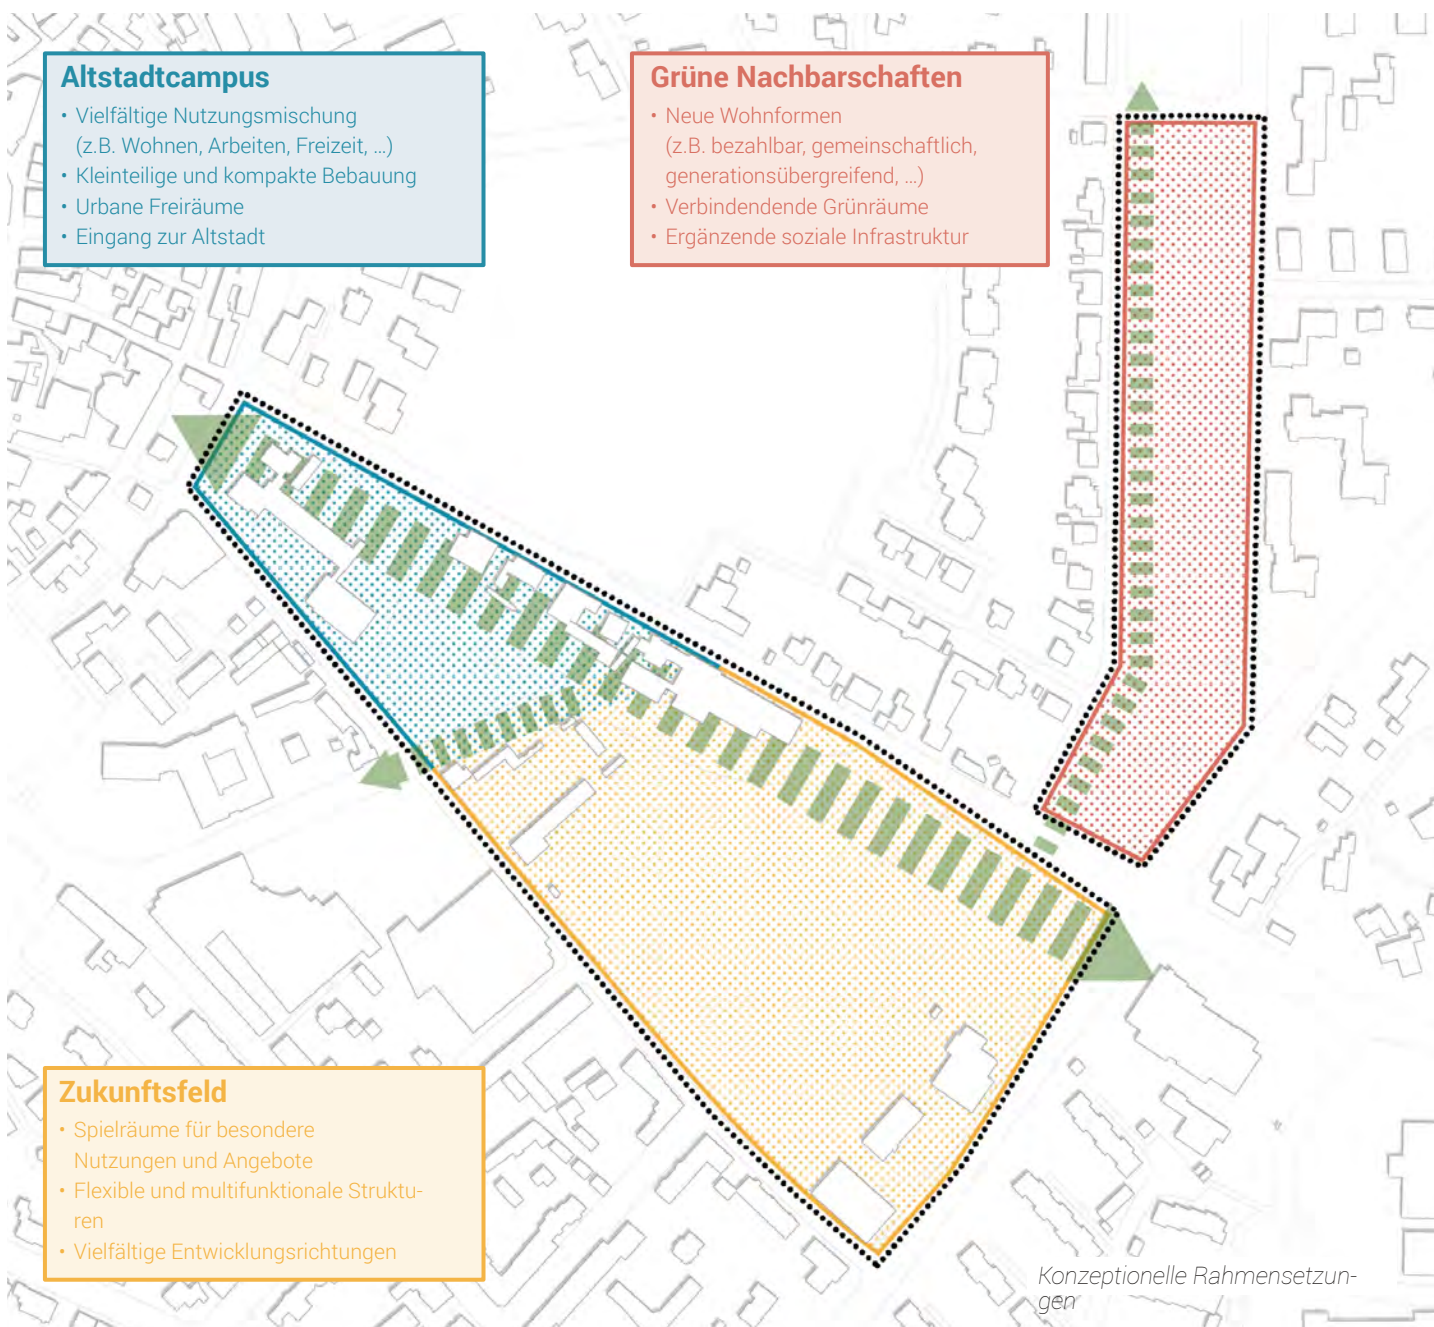 Altstadtcampus
• Vielfältige Nutzungsmischung
(z.B. Wohnen, Arbeiten, Freizeit, ...)
• Kleinteilige und kompakte Bebauung
• Urbane Freiräume
• Eingang zur Altstadt
Grüne Nachbarschaften
• Neue Wohnformen
(z.B. bezahlbar, gemeinschaftlich,
generationsübergreifend, ...)
• Verbindendende Grünräume
• Ergänzende soziale Infrastruktur
Zukunftsfeld
• Spielräume für besondere
Nutzungen und Angebote
• Flexible und multifunktionale Struktu-
ren
• Vielfältige Entwicklungsrichtungen
Konzeptionelle Rahmensetzun-
gen